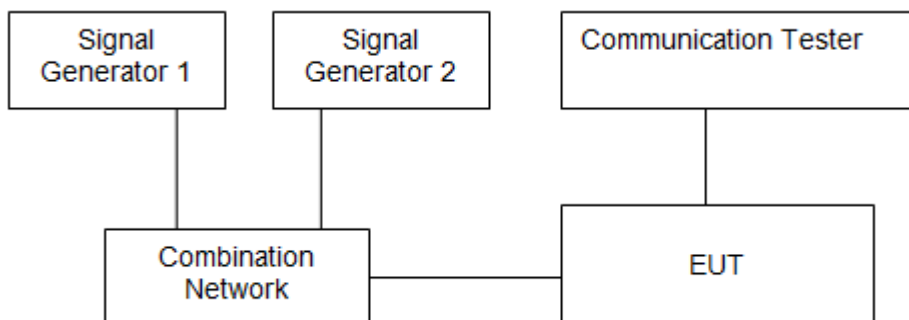 Signal
Generator 1
Signal
Generator 2
Communication Tester
Combination
Network
EUT